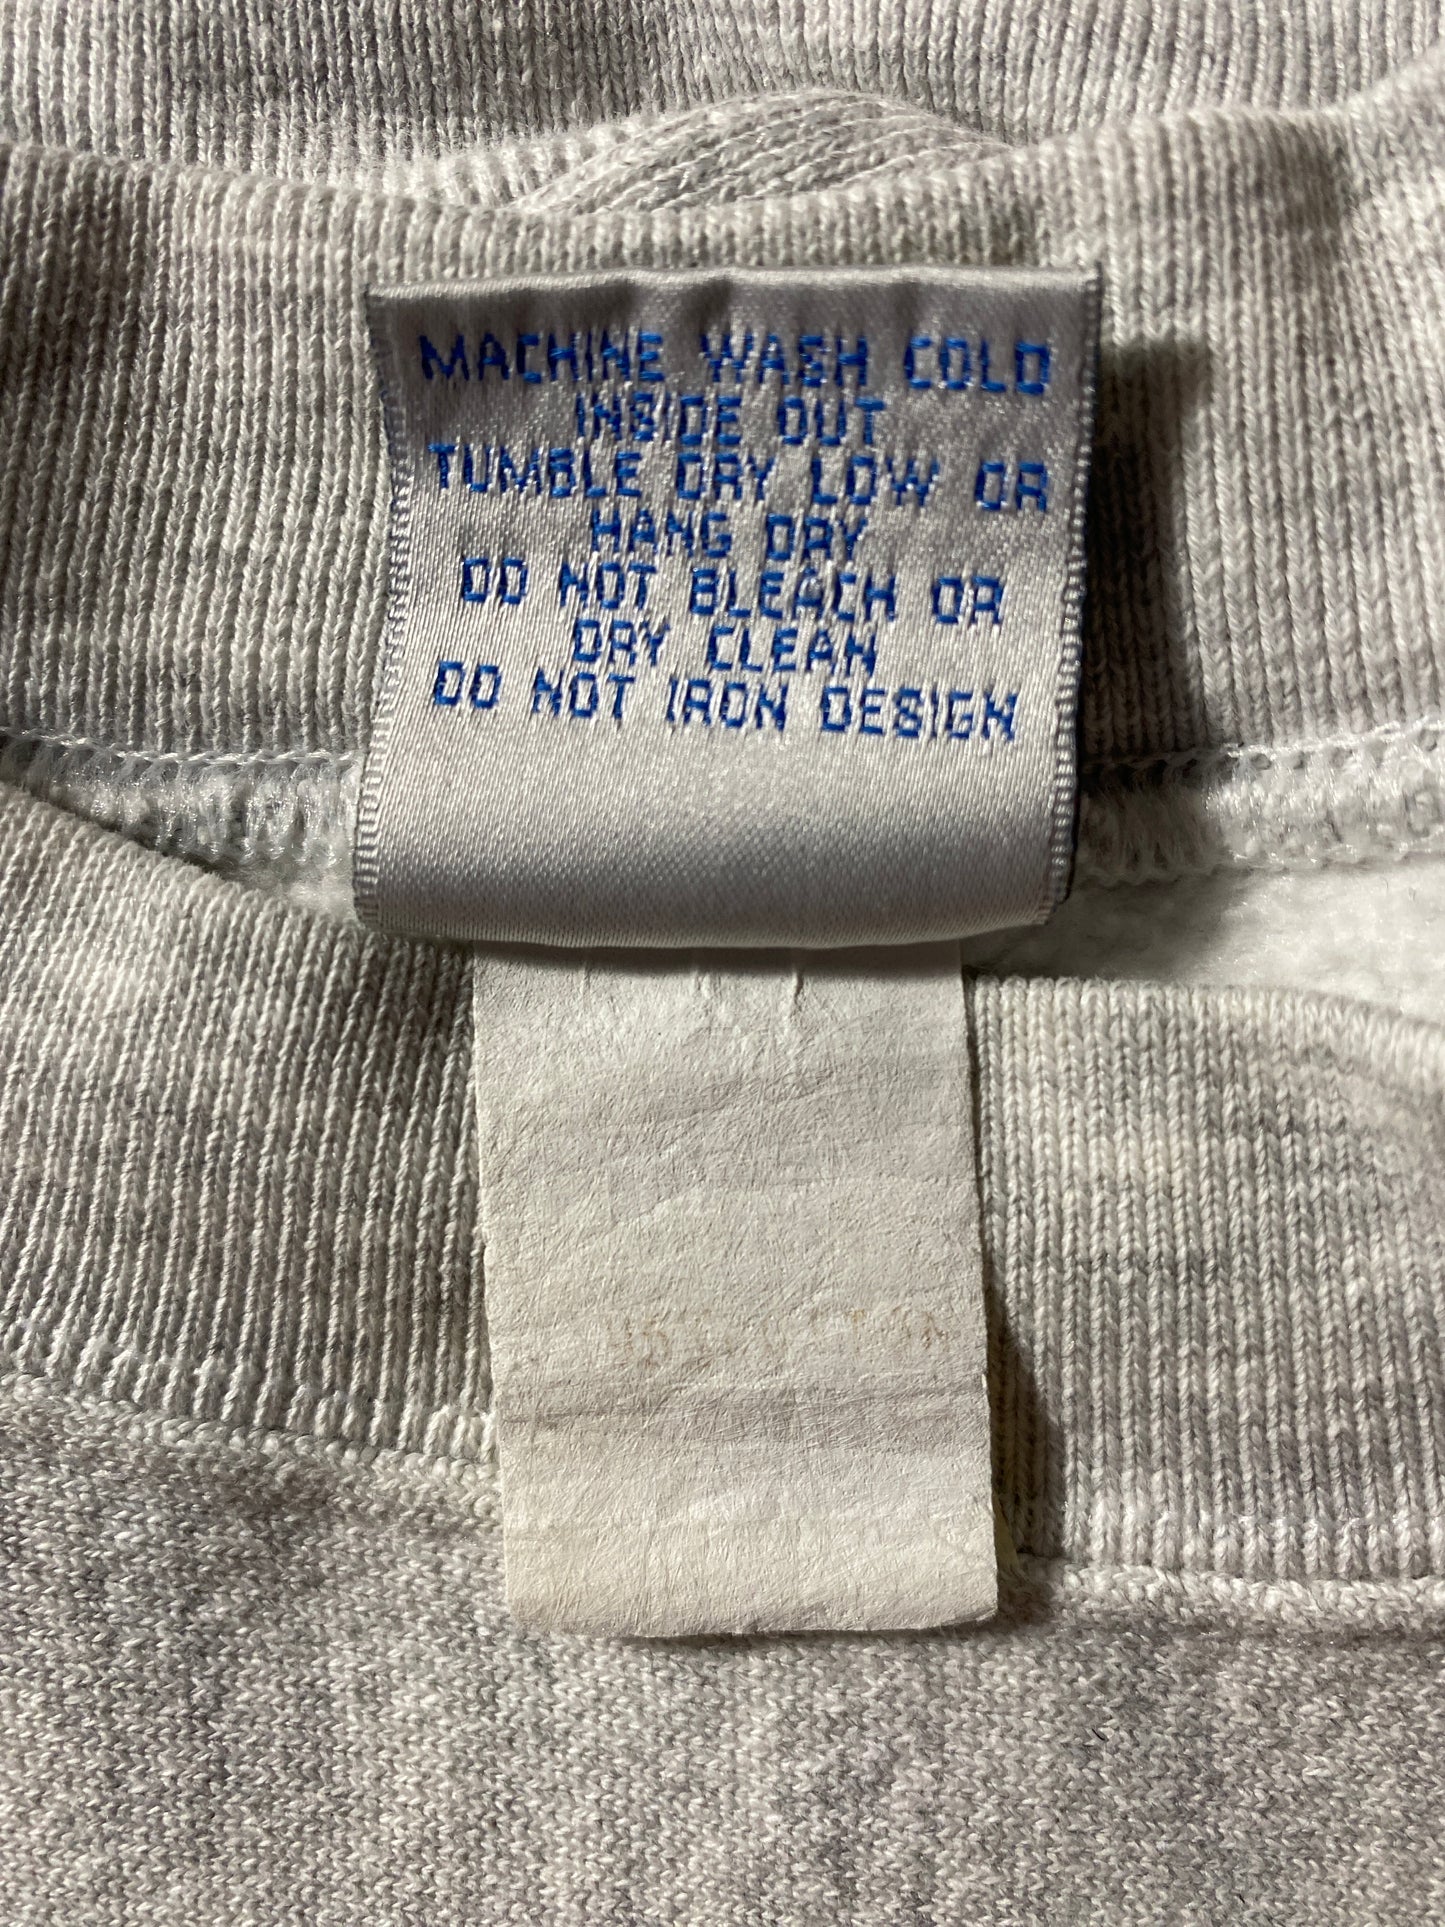 MACHINE WASH COLD
INSIDE OUT
TUMBLE DRY LOW OR
HANG DRY
DO NOT BLEACH OR
DRY CLEAN
DO NOT IRON DESIGN